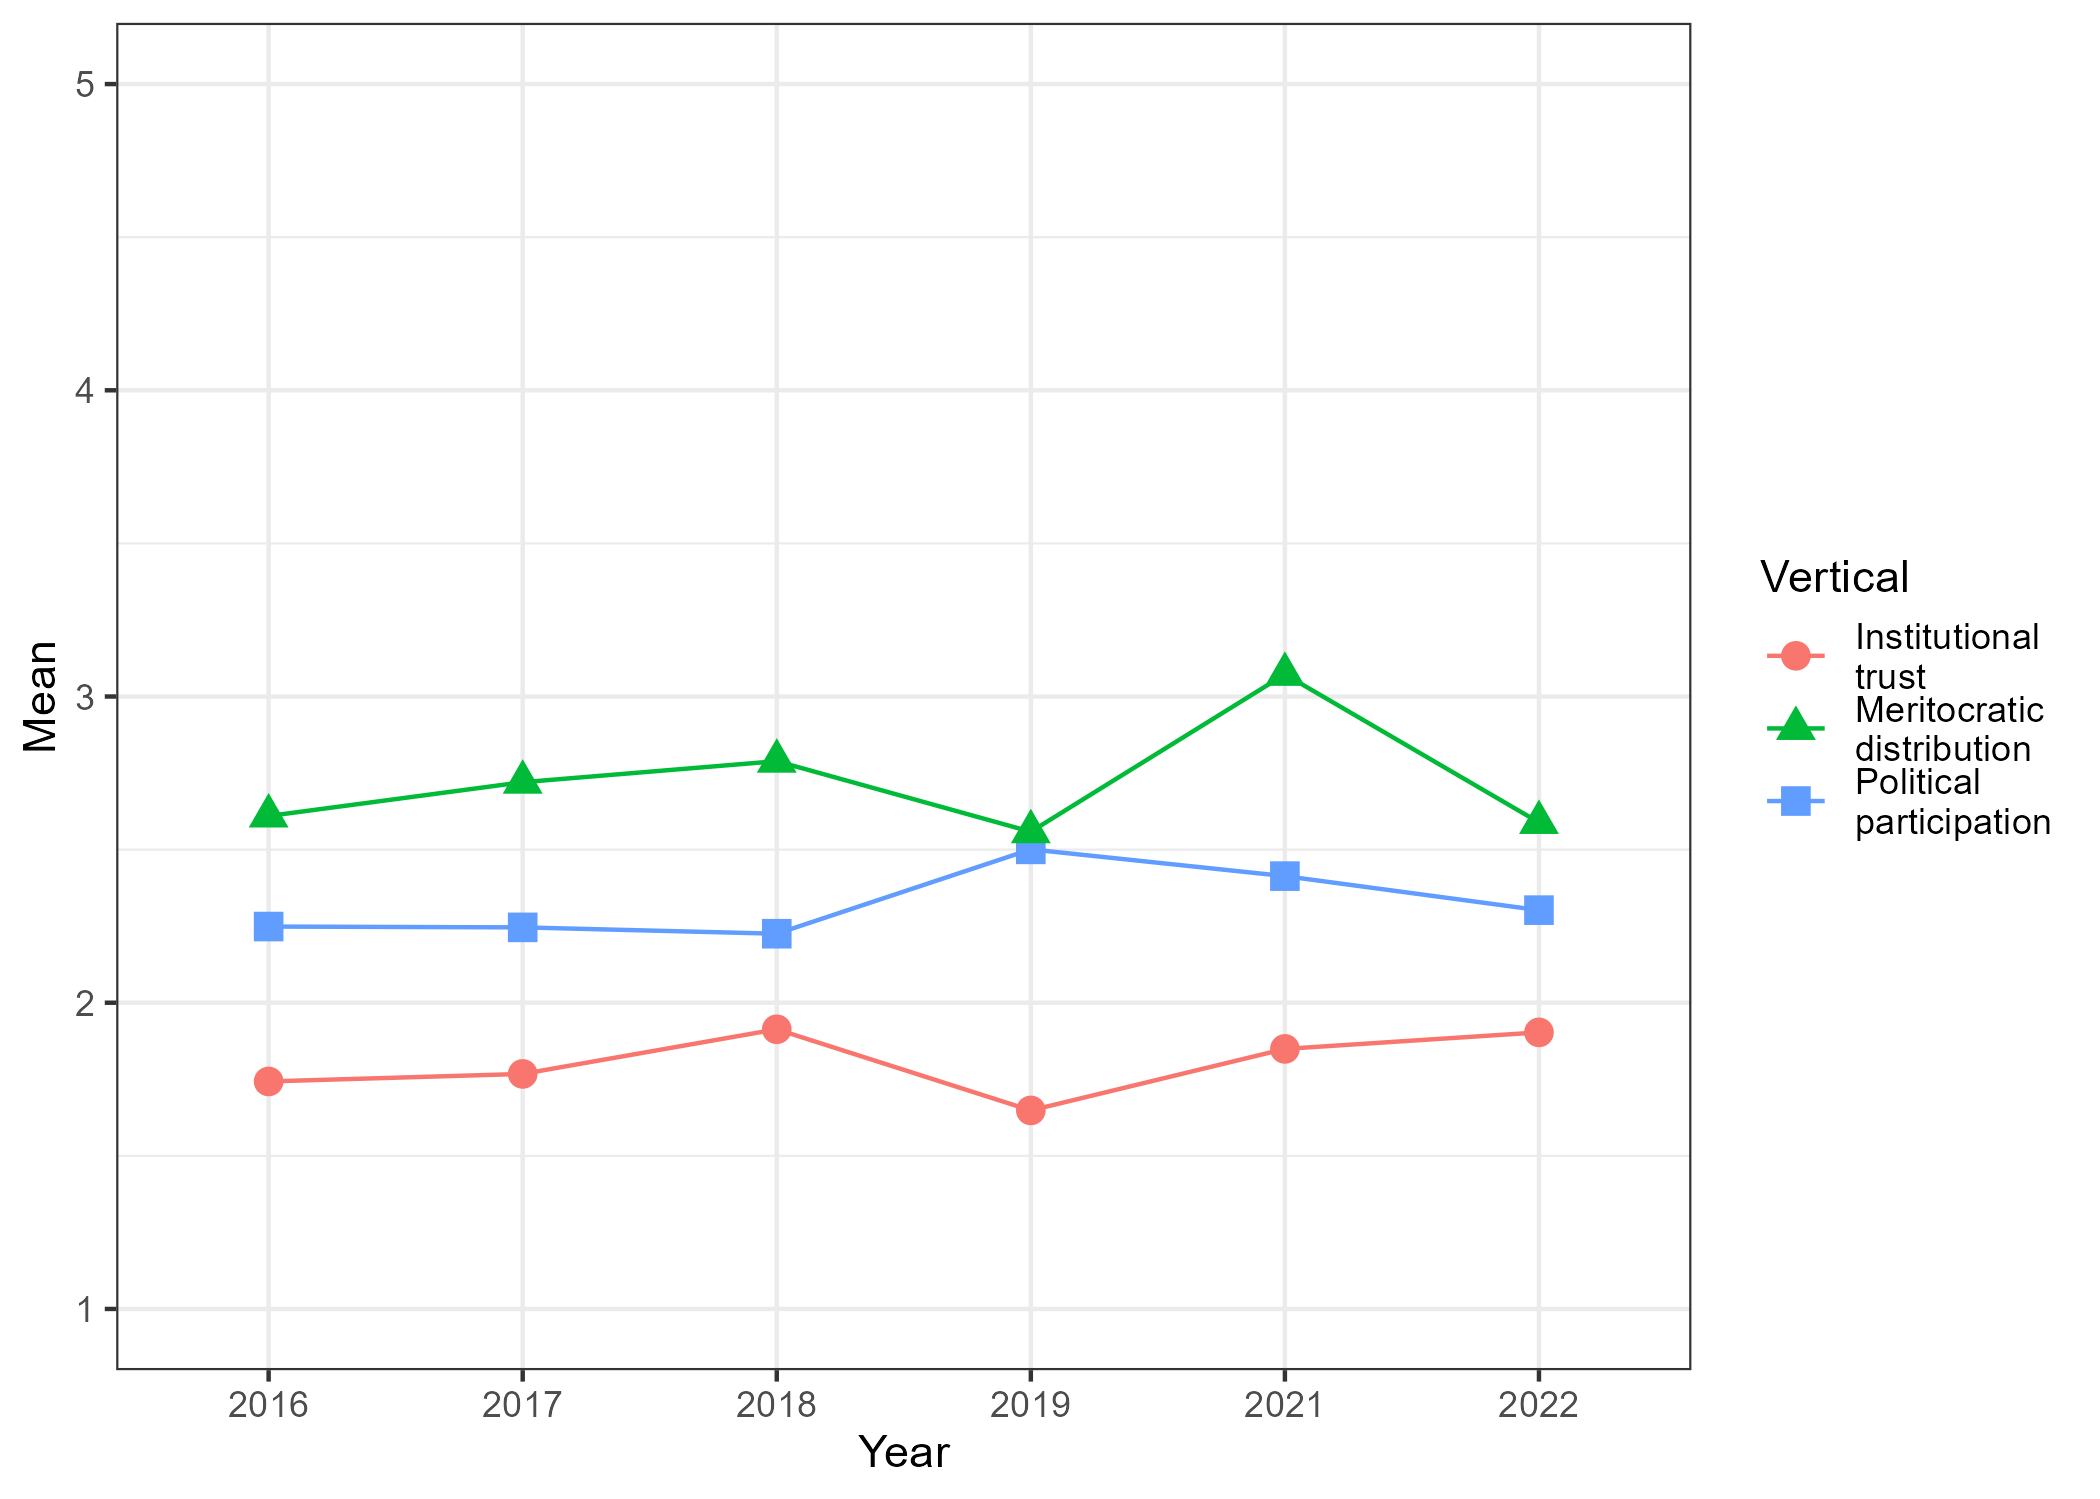 5
4
3
2
1
Mean
2016 2017 2018 2019 2021 2022
Year
Vertical
Institutional
trust
Meritocratic
distribution
Political
participation